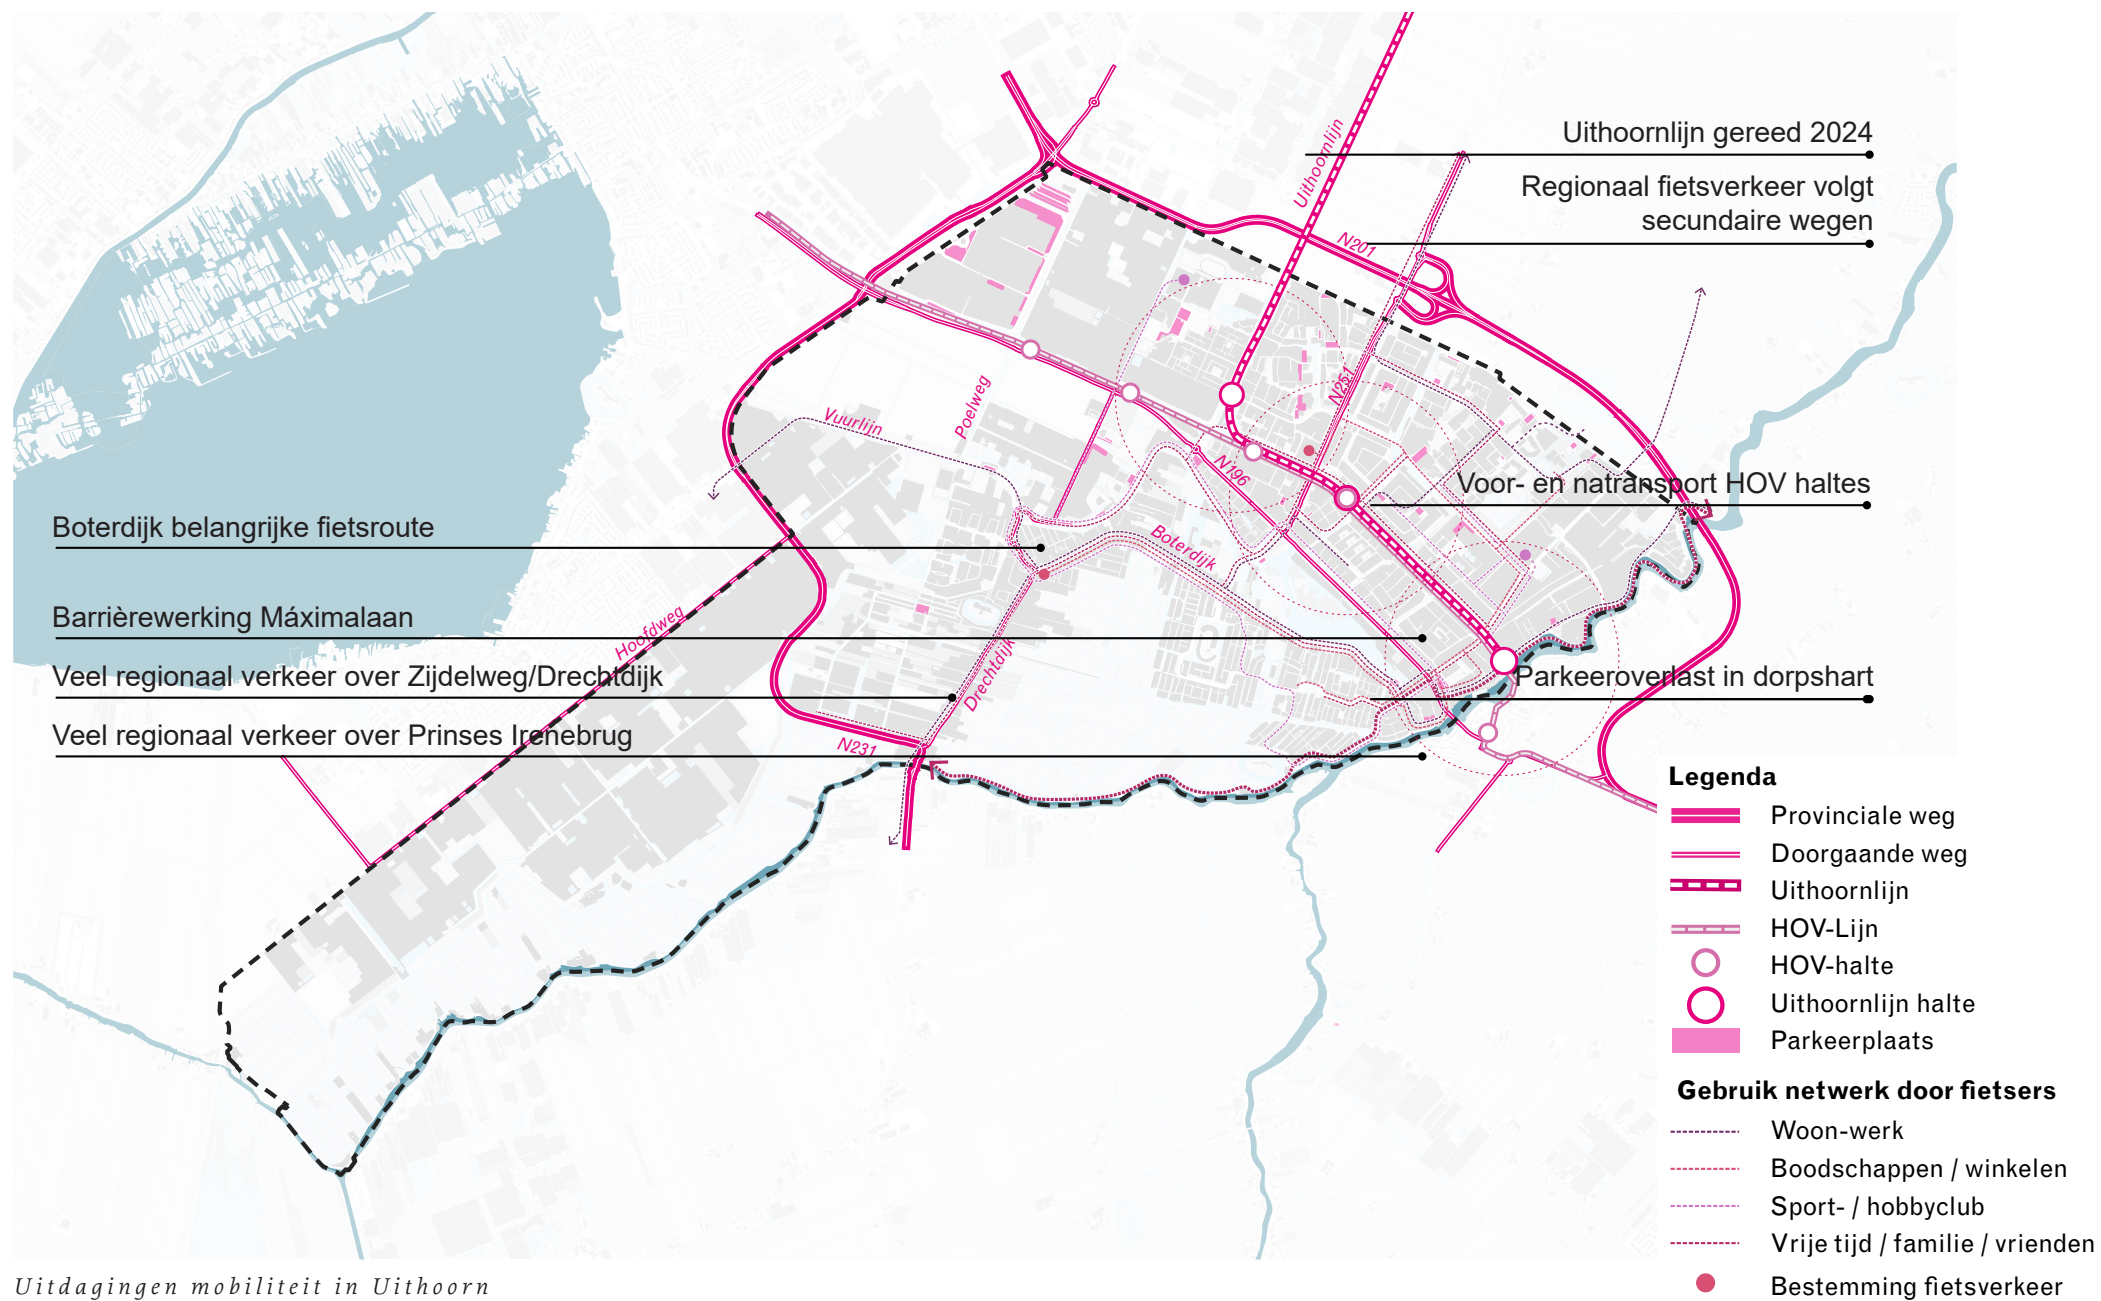 Uithoornlijn gereed 2024
Uithoornlijn
Regionaal fietsverkeer volgt
secundaire wegen
N201
N251
Poelweg
Vuurlijn
N196
Voor- en natransport HOV haltes
Boterdijk belangrijke fietsroute
Boterdijk
Barrièrewerking Máximalaan
Hoofdweg
Veel regionaal verkeer over Zijdelweg/Drechtdijk
Drechtdijk
Parkeeroverlast in dorpshart
Veel regionaal verkeer over Prinses Irenebrug
N231
Legenda
Provinciale weg
Doorgaande weg
Uithoornlijn
HOV-Lijn
HOV-halte
Uithoornlijn halte
Parkeerplaats
Gebruik netwerk door fietsers
Woon-werk
Boodschappen / winkelen
Sport- / hobbyclub
Vrije tijd / familie / vrienden
Bestemming fietsverkeer
Uitdagingen mobiliteit in Uithoorn